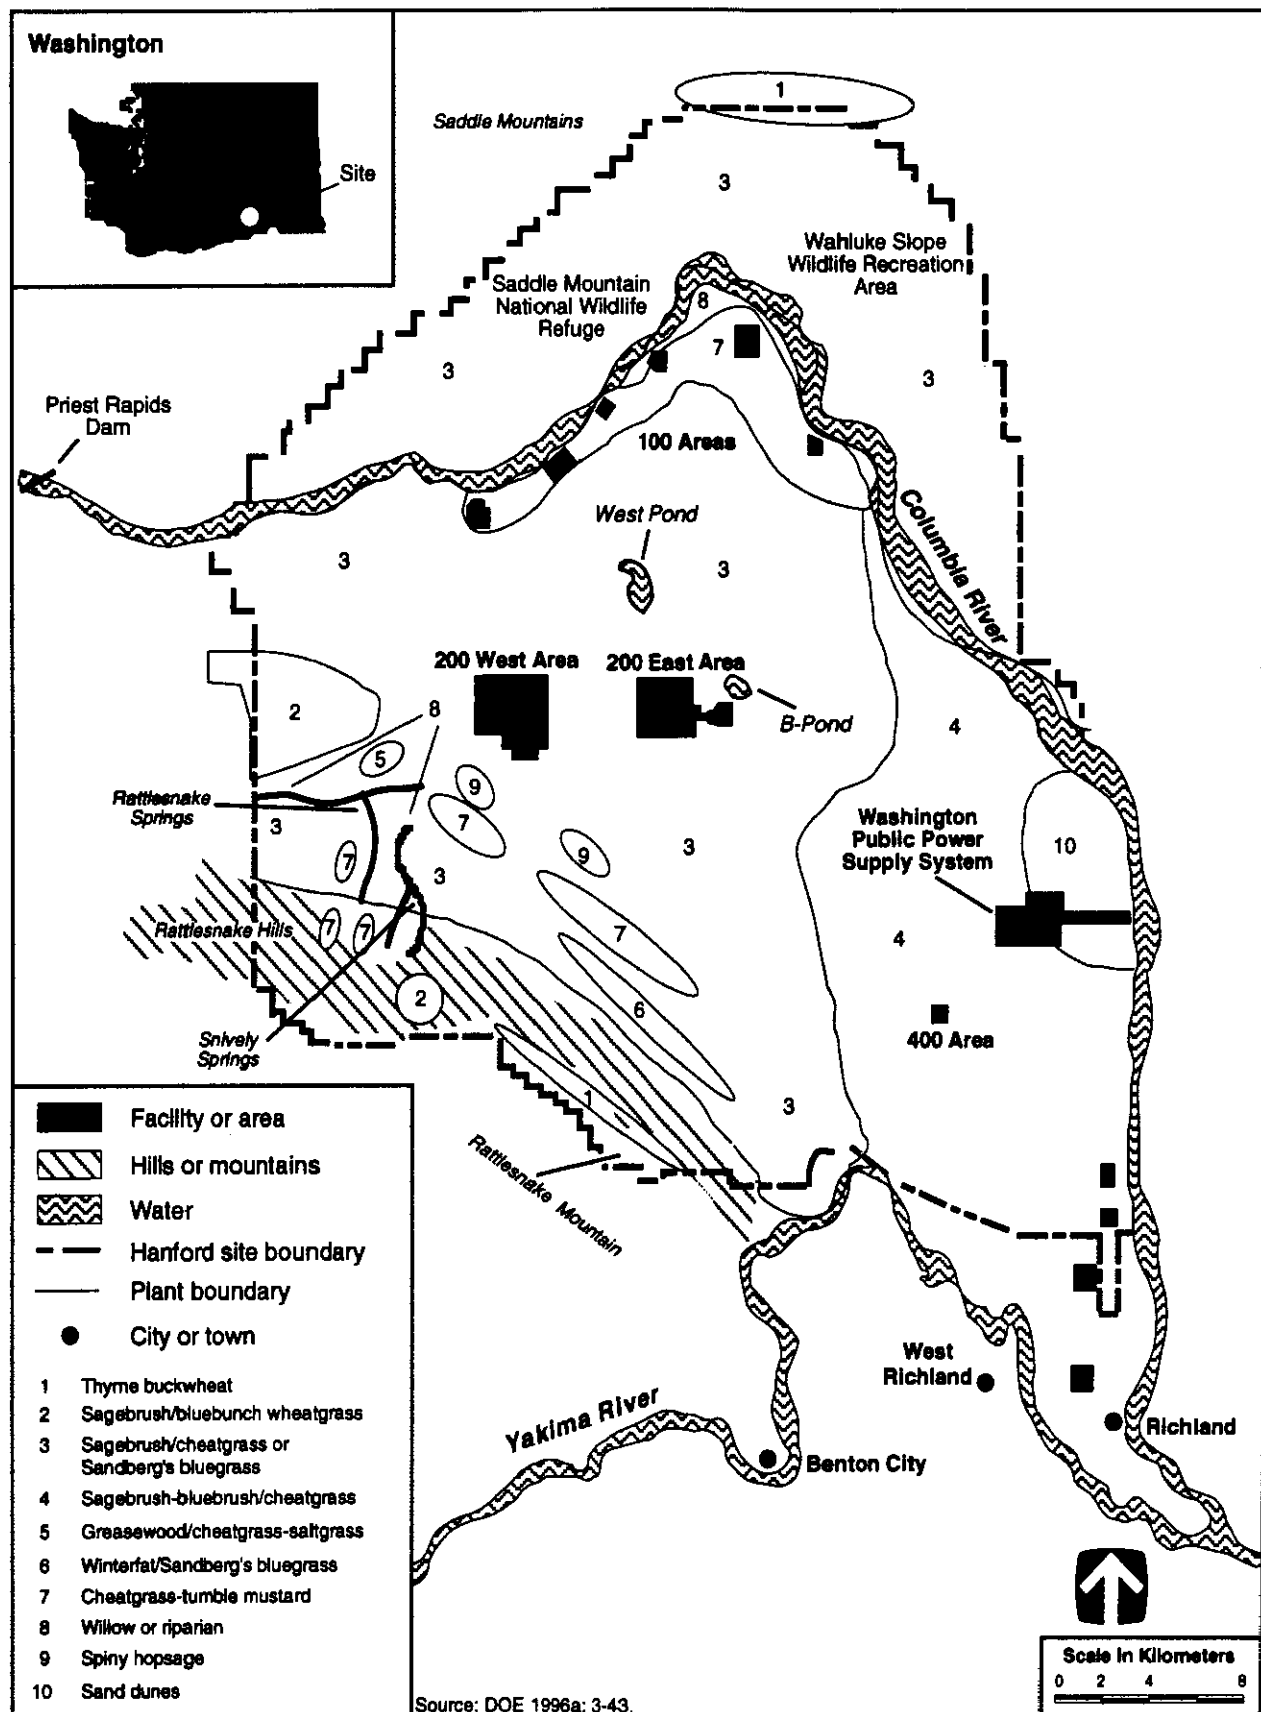 Washington
Site
Saddle Mountains
1
3
Wahluke Slope
Wildlife Recreation
Area
Saddle Mountain
National Wildlife
Refuge
8
7
3
3
Priest Rapids
Dam
100 Areas
West Pond
Columbia River
3
3
200 West Area
200 East Area
2
8
B-Pond
4
5
Rattlesnake
Springs
9
3
7
7
9
3
3
Washington
Public Power
Supply System
10
Rattlesnake Hills
7
7
7
4
2
6
Snively
Springs
400 Area
1
3
Rattlesnake Mountain
Facility or area
Hills or mountains
Water
Hanford site boundary
Plant boundary
City or town
1 Thyme buckwheat
2 Sagebrush/bluebunch wheatgrass
3 Sagebrush/cheatgrass or
Sandberg's bluegrass
4 Sagebrush-bluebrush/cheatgrass
5 Greasewood/cheatgrass-saltgrass
6 Winterfat/Sandberg's bluegrass
7 Cheatgrass-tumble mustard
8 Willow or riparian
9 Spiny hopsage
10 Sand dunes
West
Richland
Richland
Yakima River
Benton City
Scale in Kilometers
0 2 4 8
Source: DOE 1996a: 3-43.